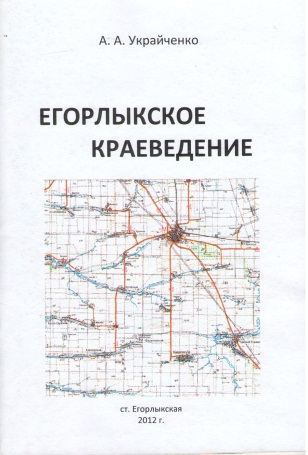 А. А. Украйченко
ЕГОРЛЫКСКОЕ
КРАЕВЕДЕНИЕ
ст. Егорлыкская
2012 г.